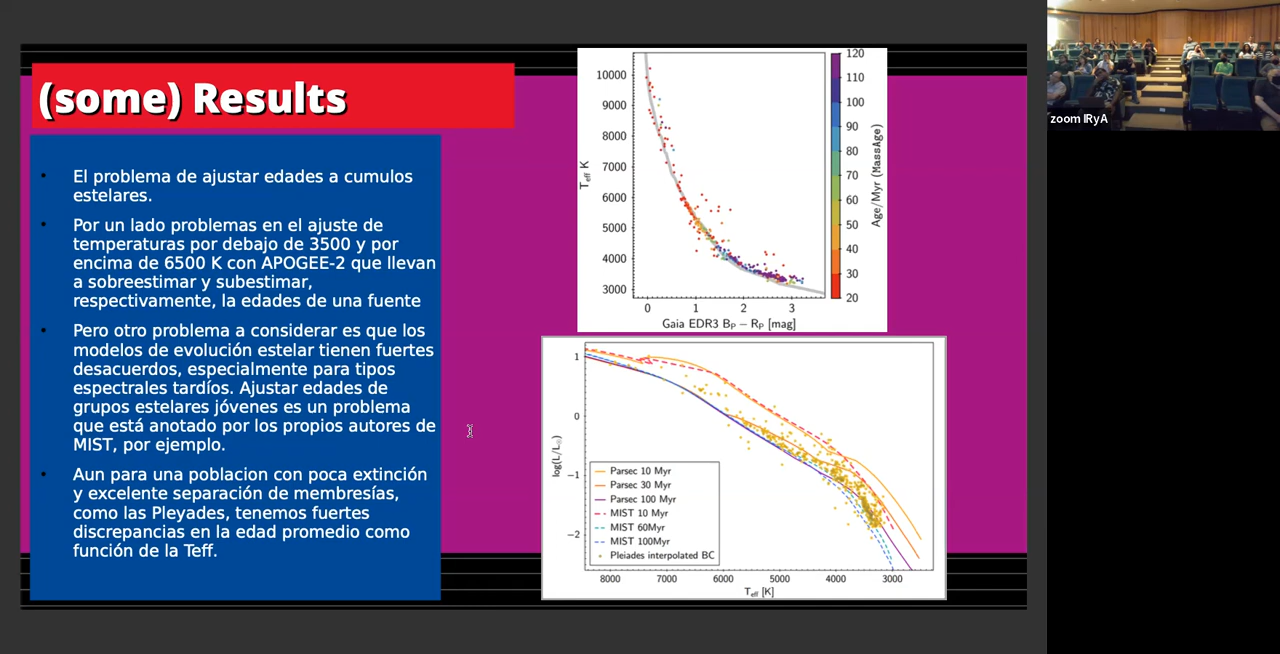 (some) Results
El problema de ajustar edades a cumulos
estelares.
Por un lado problemas en el ajuste de
temperaturas por debajo de 3500 y por
encima de 6500 K con APOGEE-2 que llevan
a sobreestimar y subestimar,
respectivamente, la edades de una fuente
Pero otro problema a considerar es que los
modelos de evolución estelar tienen fuertes
desacuerdos, especialmente para tipos
espectrales tardíos. Ajustar edades de
grupos estelares jóvenes es un problema
que está anotado por los propios autores de
MIST, por ejemplo.
Aun para una poblacion con poca extinción
y excelente separación de membresías,
como las Pleyades, tenemos fuertes
discrepancias en la edad promedio como
función de la Teff.
10000
9000
8000
7000
6000
5000
4000
3000
Teff K
0 1 2 3
Gaia EDR3 BP − RP [mag]
120
110
100
90
80
70
60
50
40
30
20
Age/Myr (MassAge)
1
0
−1
−2
log(L/L⊙)
Parsec 10 Myr
Parsec 30 Myr
Parsec 100 Myr
MIST 10 Myr
MIST 60Myr
MIST 100Myr
Pleiades interpolated BC
8000 7000 6000 5000 4000 3000
Teff [K]
zoom IRyA